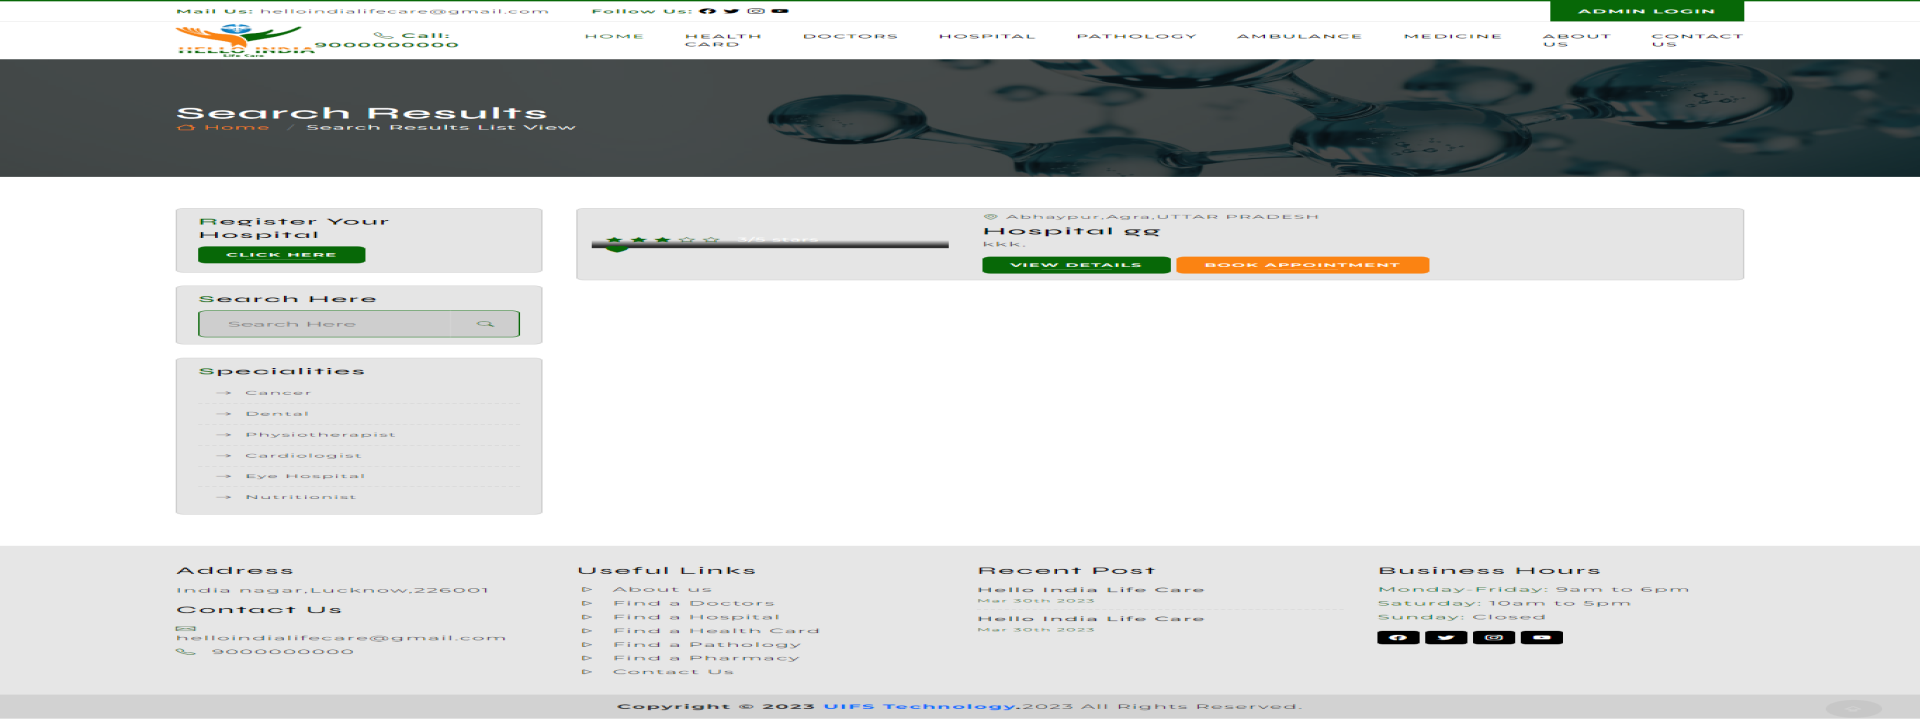 Mail Us: helloindialifecare@gmail.com Follow Us:
ADMIN LOGIN
HELLO INDIA
Life Care
Call:
9000000000
HOME
HEALTH
CARD
DOCTORS
HOSPITAL
PATHOLOGY
AMBULANCE
MEDICINE
ABOUT
US
CONTACT
US
Search Results
Home / Search Results List View
Register Your
Hospital
CLICK HERE
Search Here
Search Here
Specialities
Cancer
Dental
Physiotherapist
Cardiologist
Eye Hospital
Nutritionist
3/5 stars
Abhaypur,Agra,UTTAR PRADESH
Hospital gg
kkk.
VIEW DETAILS
BOOK APPOINTMENT
Address
India nagar,Lucknow,226001
Contact Us
helloindialifecare@gmail.com
9000000000
Useful Links
About us
Find a Doctors
Find a Hospital
Find a Health Card
Find a Pathology
Find a Pharmacy
Contact Us
Recent Post
Hello India Life Care
Mar 30th 2023
Hello India Life Care
Mar 30th 2023
Business Hours
Monday-Friday: 9am to 6pm
Saturday: 10am to 5pm
Sunday: Closed
Copyright © 2023 UIFS Technology.2023 All Rights Reserved.